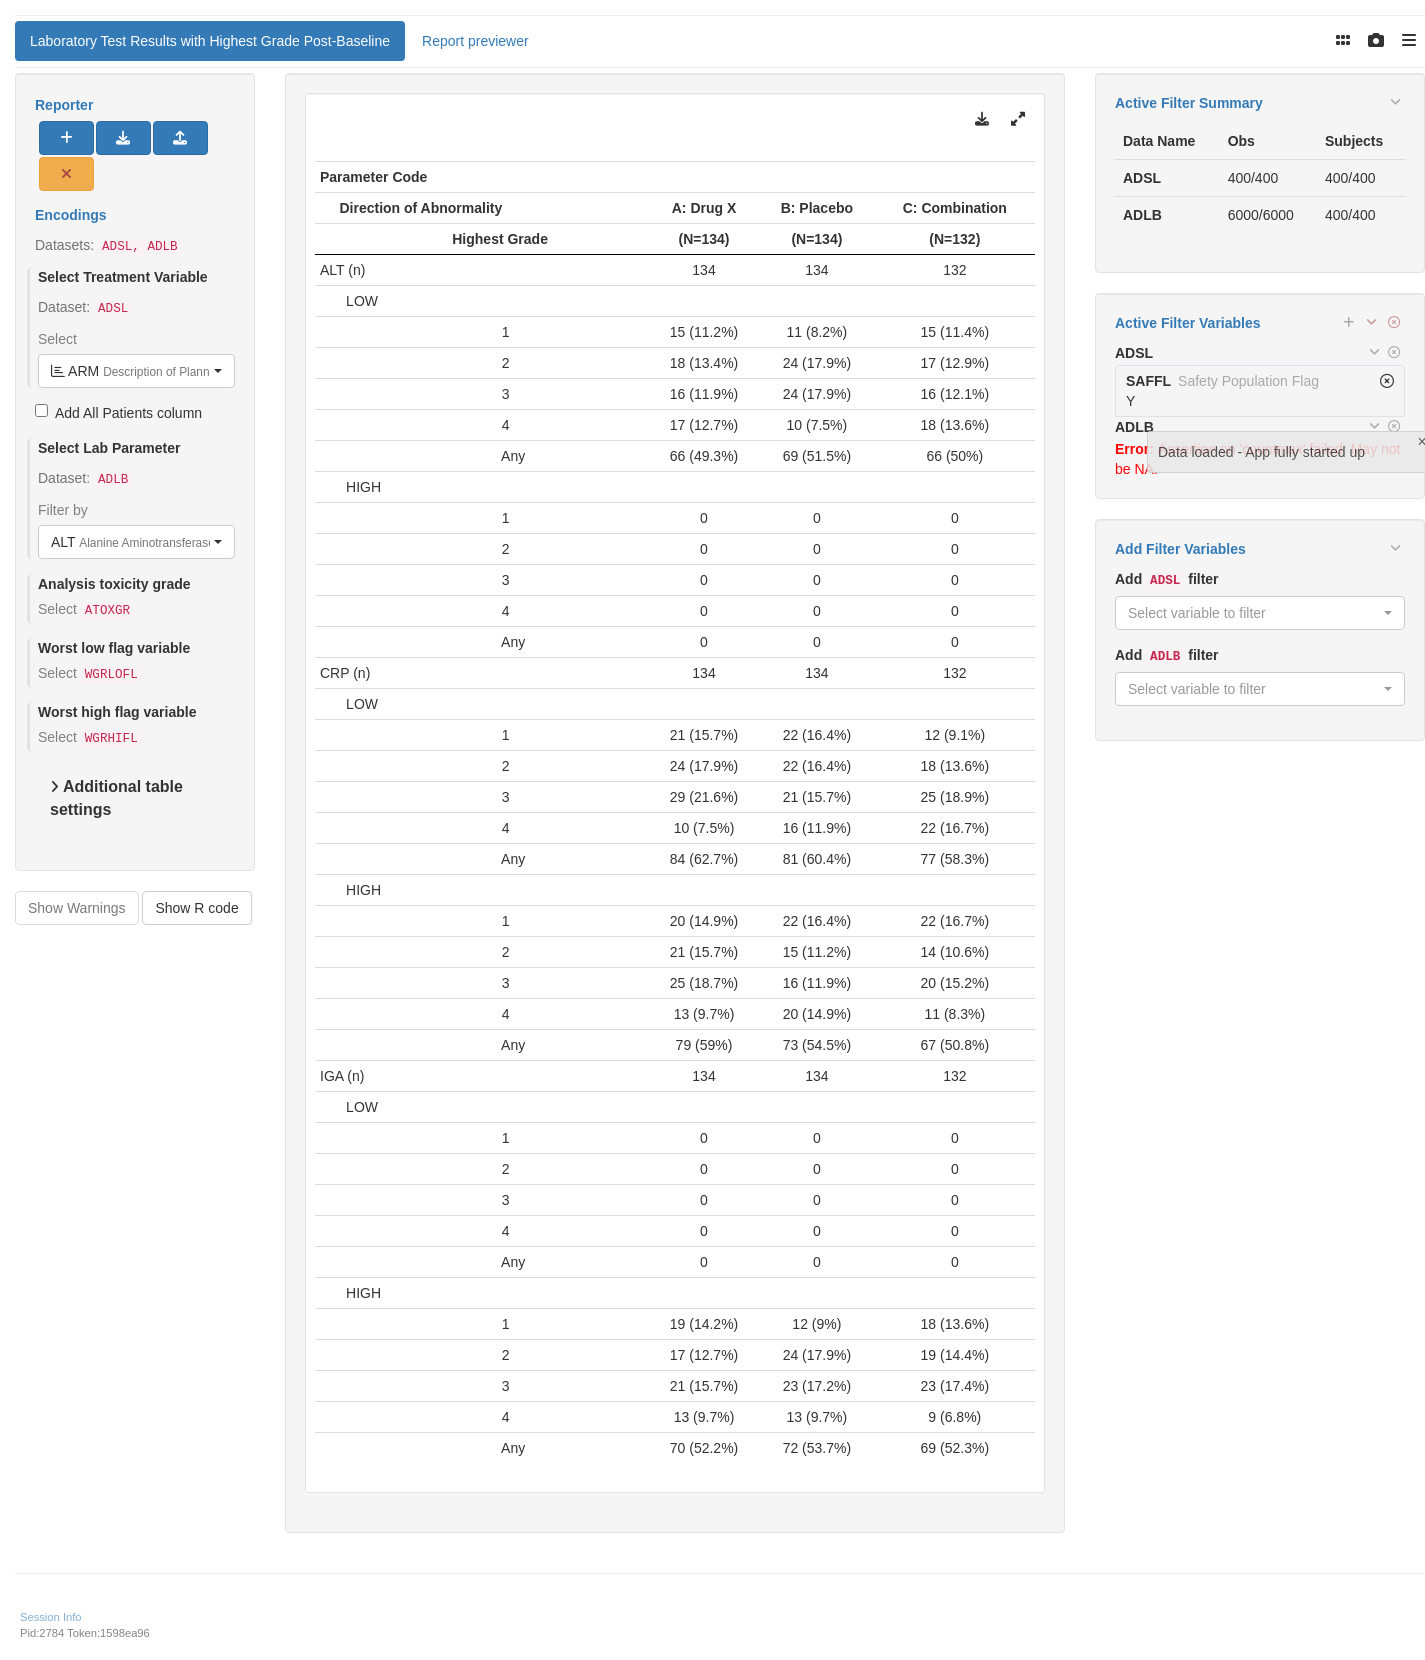 Laboratory Test Results with Highest Grade Post-Baseline
Report previewer
Reporter
Encodings
Datasets: ADSL, ADLB
Select Treatment Variable
Dataset: ADSL
Select
ARM Description of Plann
Add All Patients column
Select Lab Parameter
Dataset: ADLB
Filter by
ALT Alanine Aminotransferase
Analysis toxicity grade
Select ATOXGR
Worst low flag variable
Select WGRLOFL
Worst high flag variable
Select WGRHIFL
Additional table
settings
Show Warnings
Show R code
Parameter Code
Direction of Abnormality A: Drug X B: Placebo C: Combination
Highest Grade (N=134) (N=134) (N=132)
ALT (n) 134 134 132
LOW
1 15 (11.2%) 11 (8.2%) 15 (11.4%)
2 18 (13.4%) 24 (17.9%) 17 (12.9%)
3 16 (11.9%) 24 (17.9%) 16 (12.1%)
4 17 (12.7%) 10 (7.5%) 18 (13.6%)
Any 66 (49.3%) 69 (51.5%) 66 (50%)
HIGH
1 0 0 0
2 0 0 0
3 0 0 0
4 0 0 0
Any 0 0 0
CRP (n) 134 134 132
LOW
1 21 (15.7%) 22 (16.4%) 12 (9.1%)
2 24 (17.9%) 22 (16.4%) 18 (13.6%)
3 29 (21.6%) 21 (15.7%) 25 (18.9%)
4 10 (7.5%) 16 (11.9%) 22 (16.7%)
Any 84 (62.7%) 81 (60.4%) 77 (58.3%)
HIGH
1 20 (14.9%) 22 (16.4%) 22 (16.7%)
2 21 (15.7%) 15 (11.2%) 14 (10.6%)
3 25 (18.7%) 16 (11.9%) 20 (15.2%)
4 13 (9.7%) 20 (14.9%) 11 (8.3%)
Any 79 (59%) 73 (54.5%) 67 (50.8%)
IGA (n) 134 134 132
LOW
1 0 0 0
2 0 0 0
3 0 0 0
4 0 0 0
Any 0 0 0
HIGH
1 19 (14.2%) 12 (9%) 18 (13.6%)
2 17 (12.7%) 24 (17.9%) 19 (14.4%)
3 21 (15.7%) 23 (17.2%) 23 (17.4%)
4 13 (9.7%) 13 (9.7%) 9 (6.8%)
Any 70 (52.2%) 72 (53.7%) 69 (52.3%)
Active Filter Summary
Data Name Obs Subjects
ADSL 400/400 400/400
ADLB 6000/6000 400/400
Active Filter Variables
ADSL
SAFFL Safety Population Flag
Y
ADLB
Error: failed: May not
be NA.
Data loaded - App fully started up
×
Add Filter Variables
Add ADSL filter
Select variable to filter
Add ADLB filter
Select variable to filter
Session Info
Pid:2784 Token:1598ea96